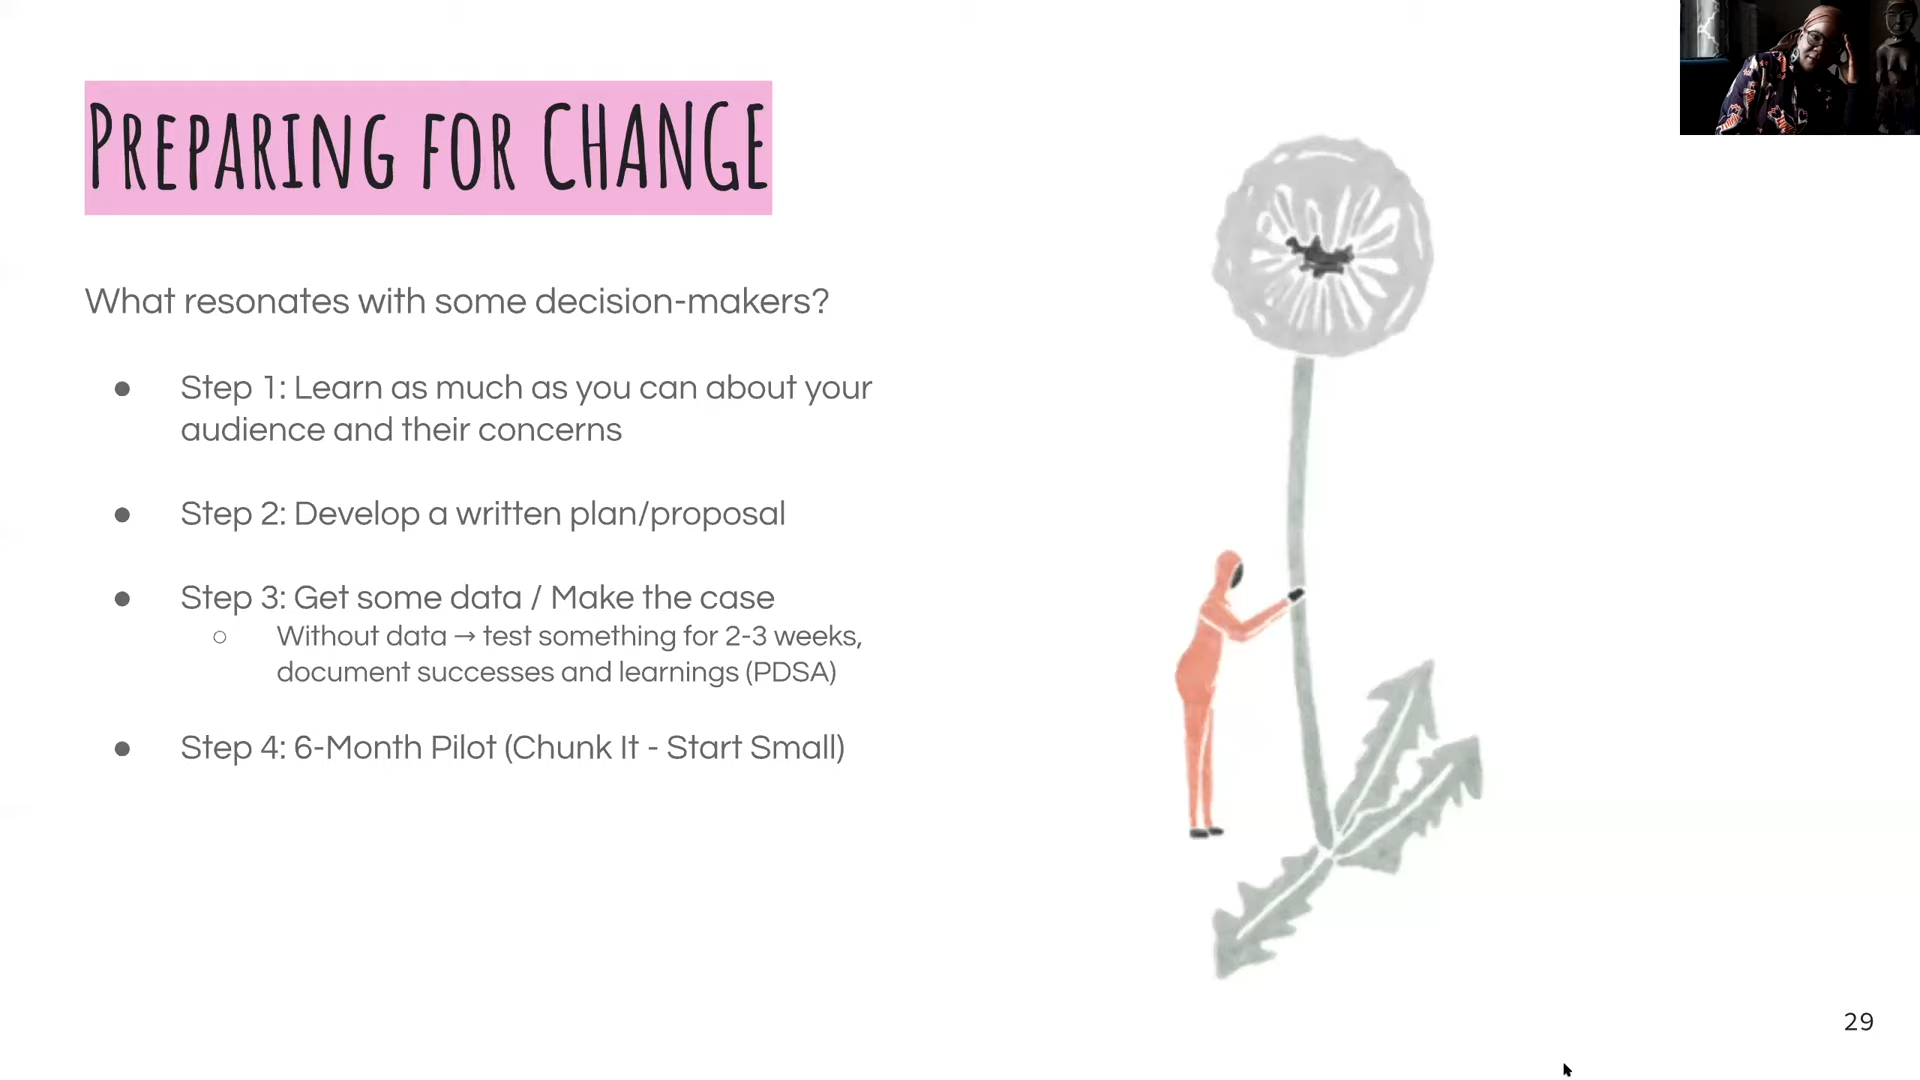 PREPARING FOR CHANGE
What resonates with some decision-makers?
● Step 1: Learn as much as you can about your
audience and their concerns
● Step 2: Develop a written plan/proposal
● Step 3: Get some data / Make the case
○ Without data → test something for 2-3 weeks,
document successes and learnings (PDSA)
● Step 4: 6-Month Pilot (Chunk It - Start Small)
29